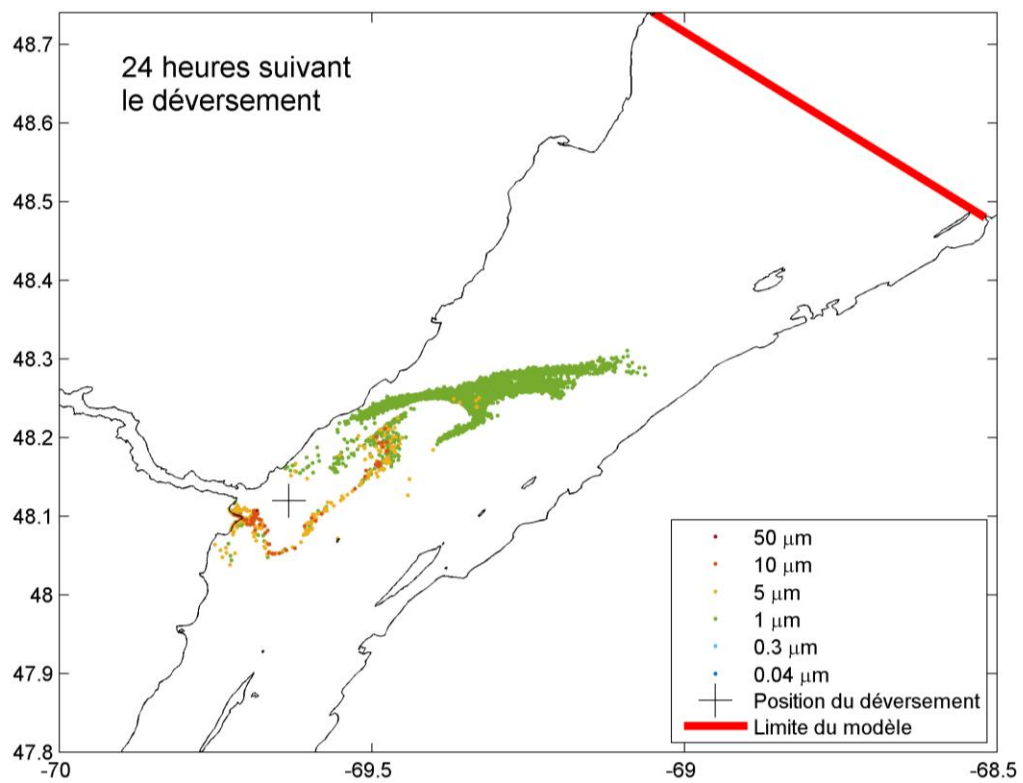 24 heures suivant
le déversement
48.7
48.6
48.5
48.4
48.3
48.2
48.1
48
47.9
47.8
-70
-69.5
-69
-68.5
50 μm
10 μm
5 μm
1 μm
0.3 μm
0.04 μm
Position du déversement
Limite du modèle